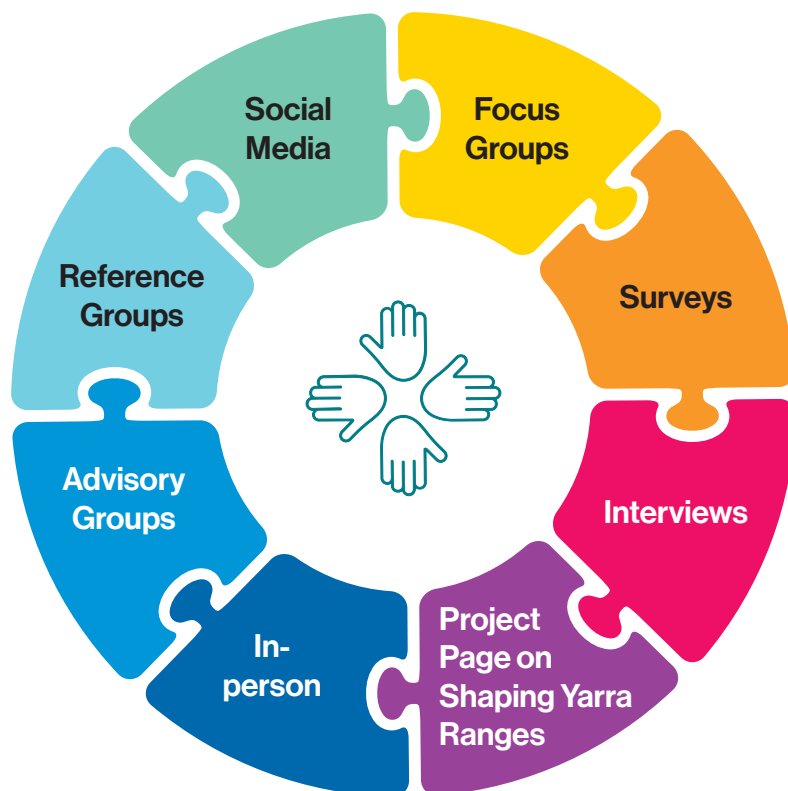 Social
Media
Focus
Groups
Surveys
Interviews
Project
Page on
Shaping Yarra
Ranges
In-
person
Advisory
Groups
Reference
Groups